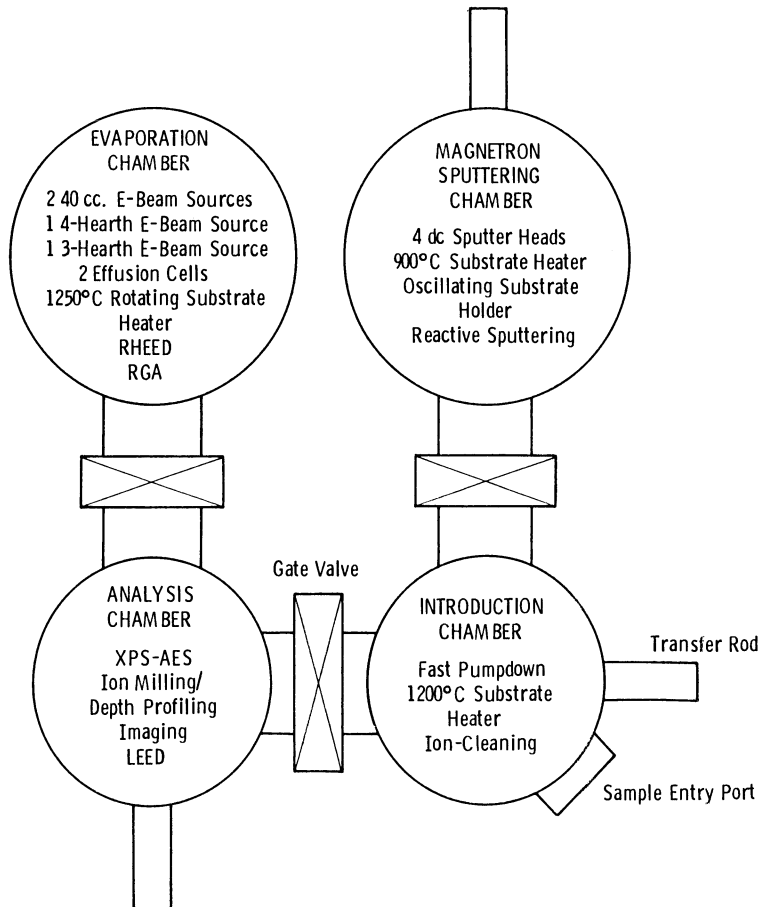 EVAPORATION
CHAMBER
2 40 cc. E-Beam Sources
1 4-Hearth E-Beam Source
1 3-Hearth E-Beam Source
2 Effusion Cells
1250°C Rotating Substrate
Heater
RHEED
RGA
MAGNETRON
SPUTTERING
CHAMBER
4 dc Sputter Heads
900°C Substrate Heater
Oscillating Substrate
Holder
Reactive Sputtering
Gate Valve
ANALYSIS
CHAMBER
XPS-AES
Ion Milling/
Depth Profiling
Imaging
LEED
INTRODUCTION
CHAMBER
Fast Pumpdown
1200°C Substrate
Heater
Ion-Cleaning
Transfer Rod
Sample Entry Port